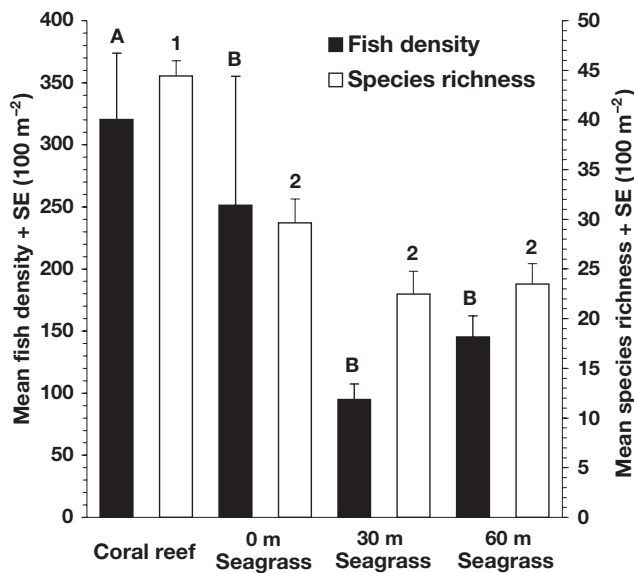 400
350
300
250
200
150
100
50
0
Mean fish density + SE (100 m⁻²)
A
1
B
2
B
2
B
2
Fish density
Species richness
50
45
40
35
30
25
20
15
10
5
0
Mean species richness + SE (100 m⁻²)
Coral reef
0 m
Seagrass
30 m
Seagrass
60 m
Seagrass